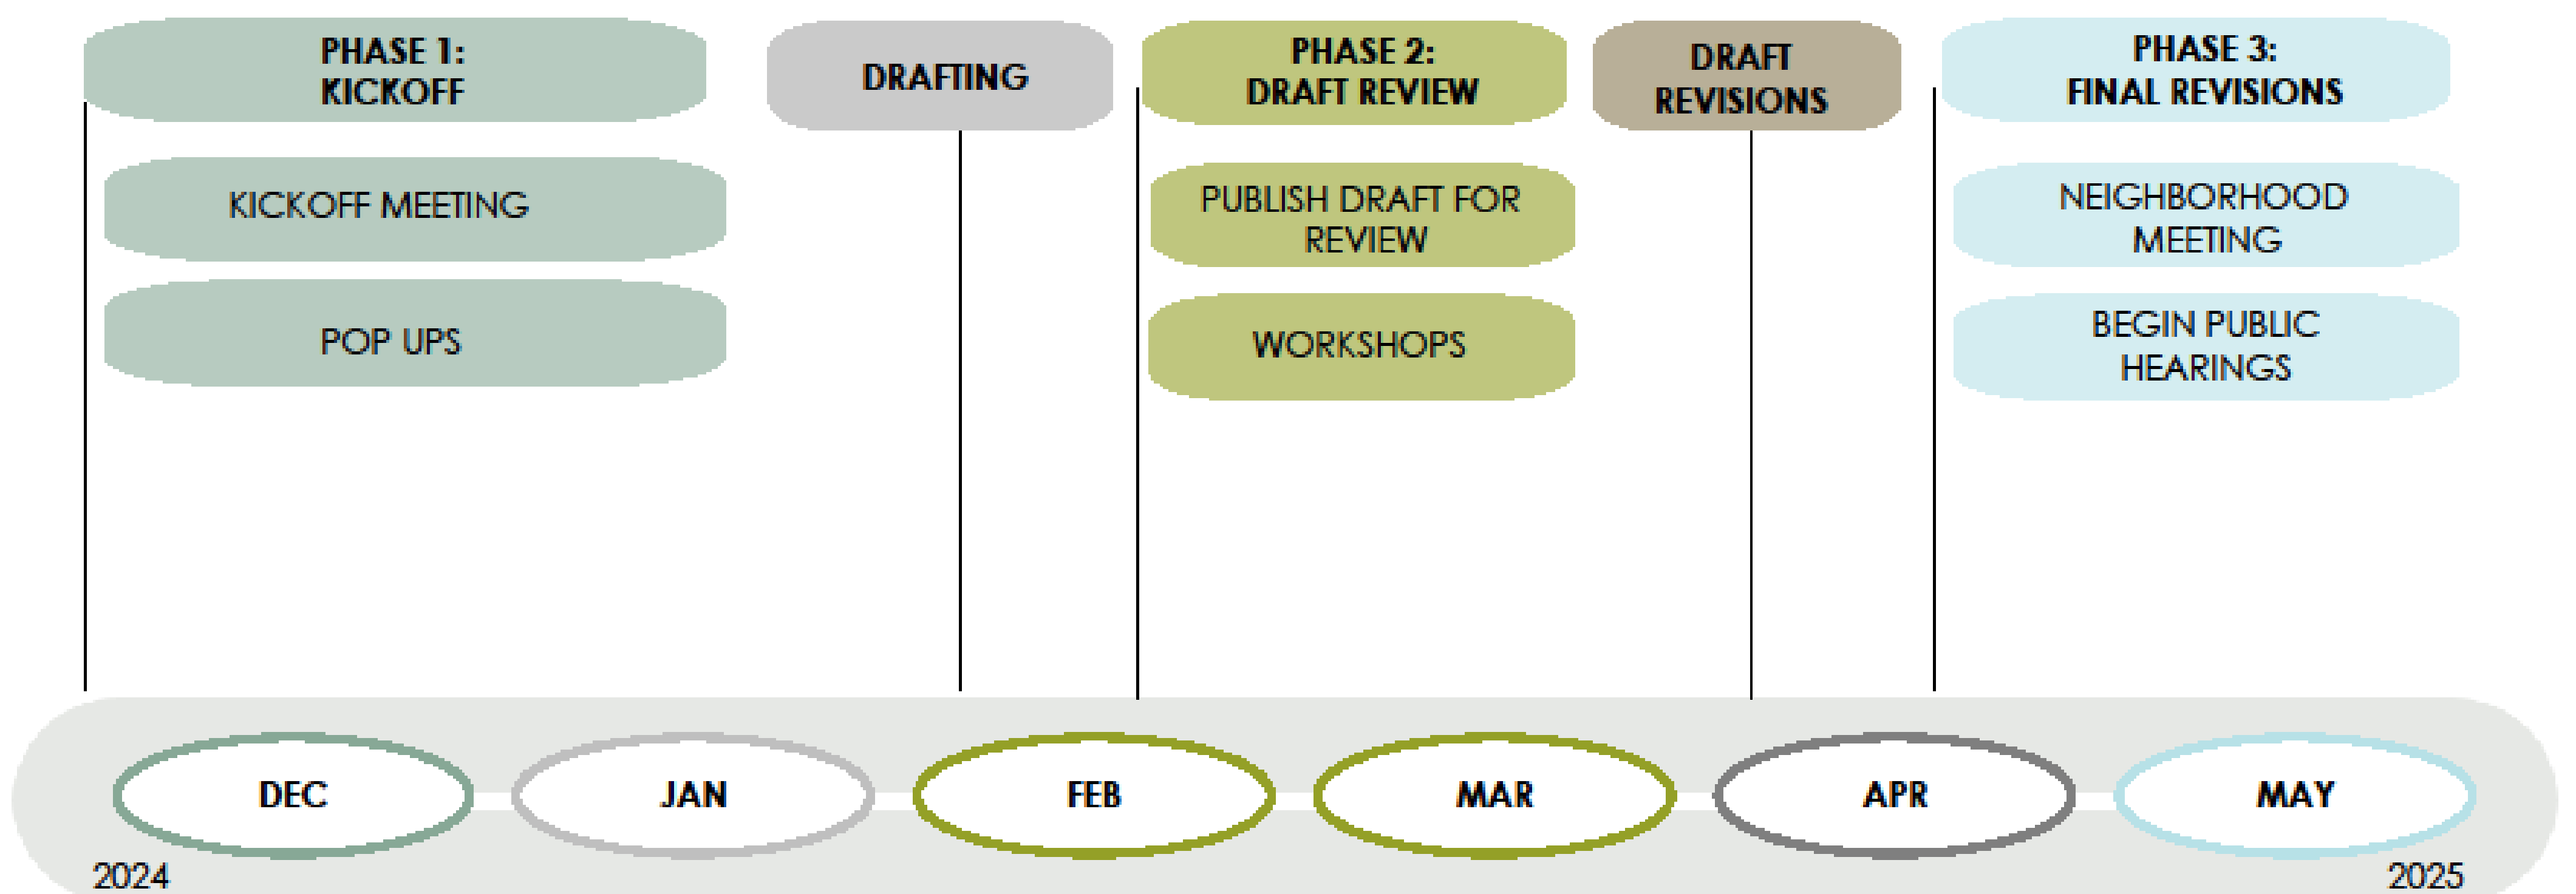 PHASE 1:
KICKOFF
KICKOFF MEETING
POP UPS
DRAFTING
PHASE 2:
DRAFT REVIEW
PUBLISH DRAFT FOR
REVIEW
WORKSHOPS
DRAFT
REVISIONS
PHASE 3:
FINAL REVISIONS
NEIGHBORHOOD
MEETING
BEGIN PUBLIC
HEARINGS
DEC
JAN
FEB
MAR
APR
MAY
2024
2025